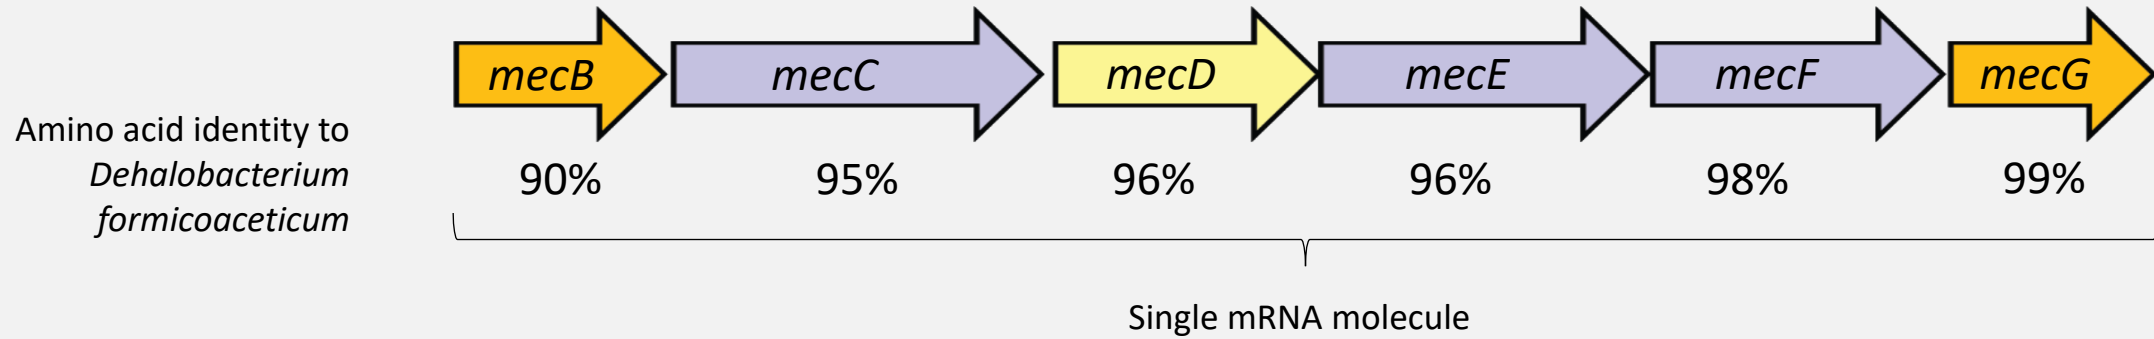 mecB mecC mecD mecE mecF mecG
Amino acid identity to
Dehalobacterium
formicoaceticum
90% 95% 96% 96% 98% 99%
Single mRNA molecule